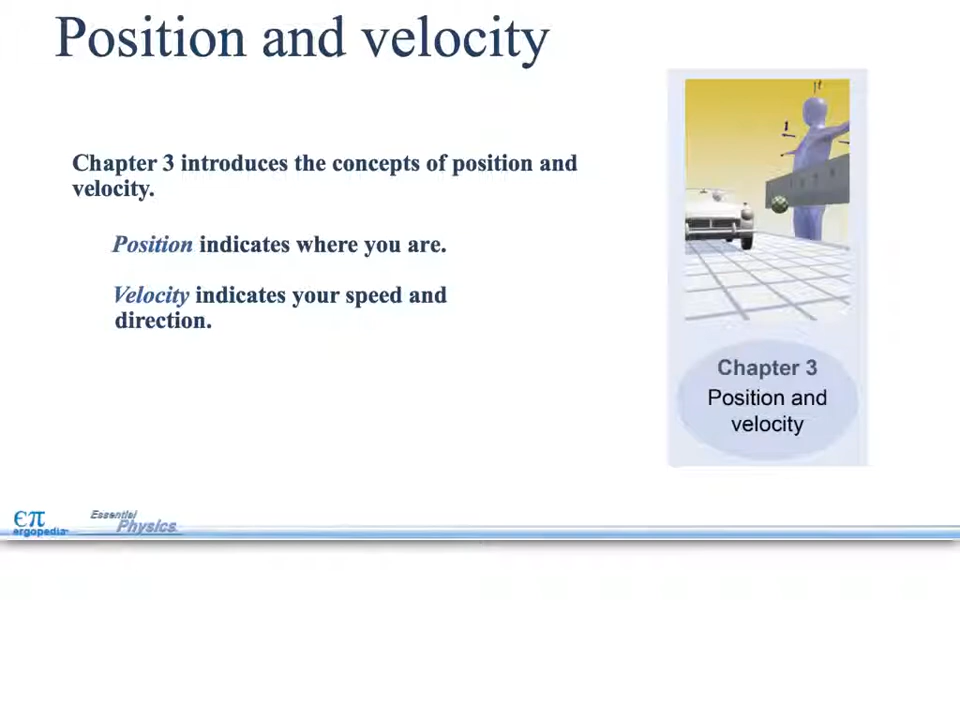 Position and velocity
Chapter 3 introduces the concepts of position and
velocity.
Position indicates where you are.
Velocity indicates your speed and
direction.
Chapter 3
Position and
velocity
επ
ergopedia
Essential
Physics